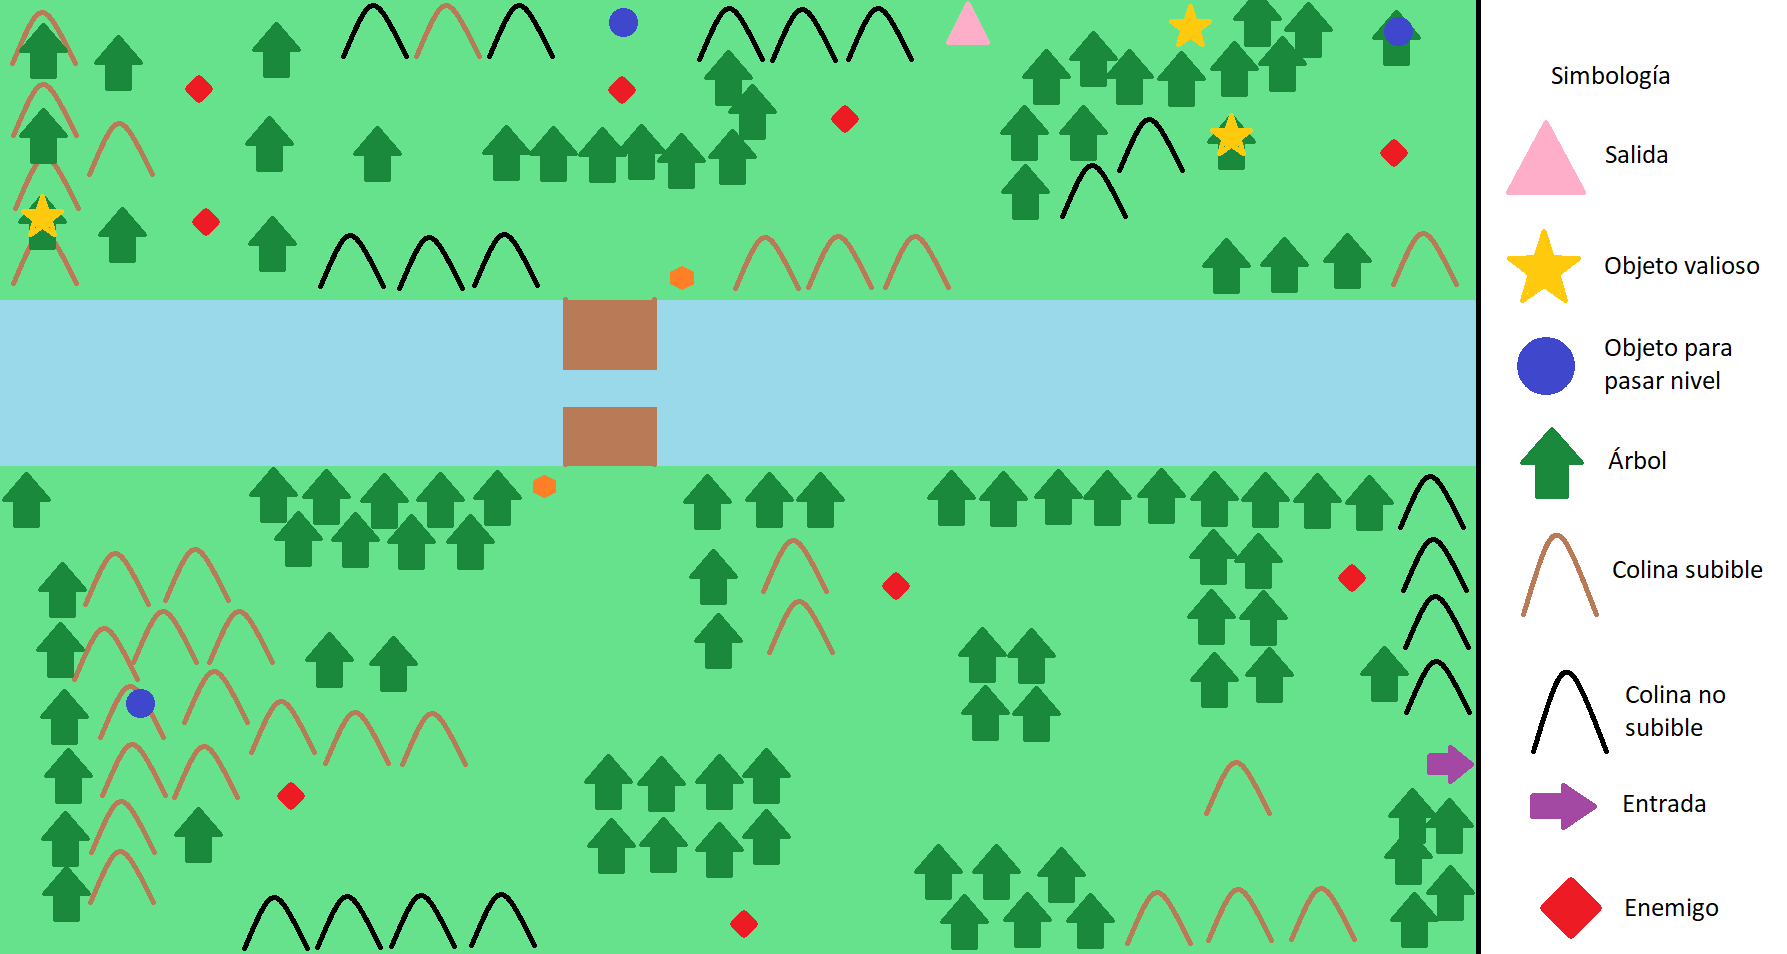 Simbología
Salida
Objeto valioso
Objeto para
pasar nivel
Árbol
Colina subible
Colina no
subible
Entrada
Enemigo